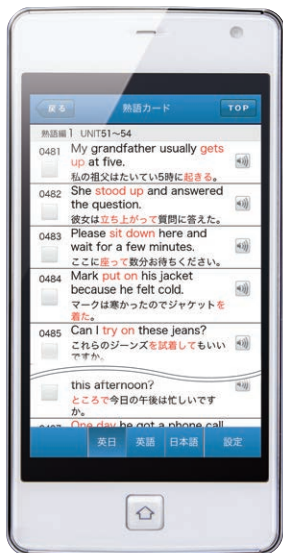 戻る
熟語カード
TOP
熟語編1 UNIT51〜54
0481
My grandfather usually gets
up at five.
私の祖父はたいてい5時に起きる。
0482
She stood up and answered
the question.
彼女は立ち上がって質問に答えた。
0483
Please sit down here and
wait for a few minutes.
ここに座って数分お待ちください。
0484
Mark put on his jacket
because he felt cold.
マークは寒かったのでジャケットを
着た。
0485
Can I try on these jeans?
これらのジーンズを試着してもいい
ですか。
this afternoon?
ところで今日の午後は忙しいです
か。
One day he got a phone call
英日
英語
日本語
設定